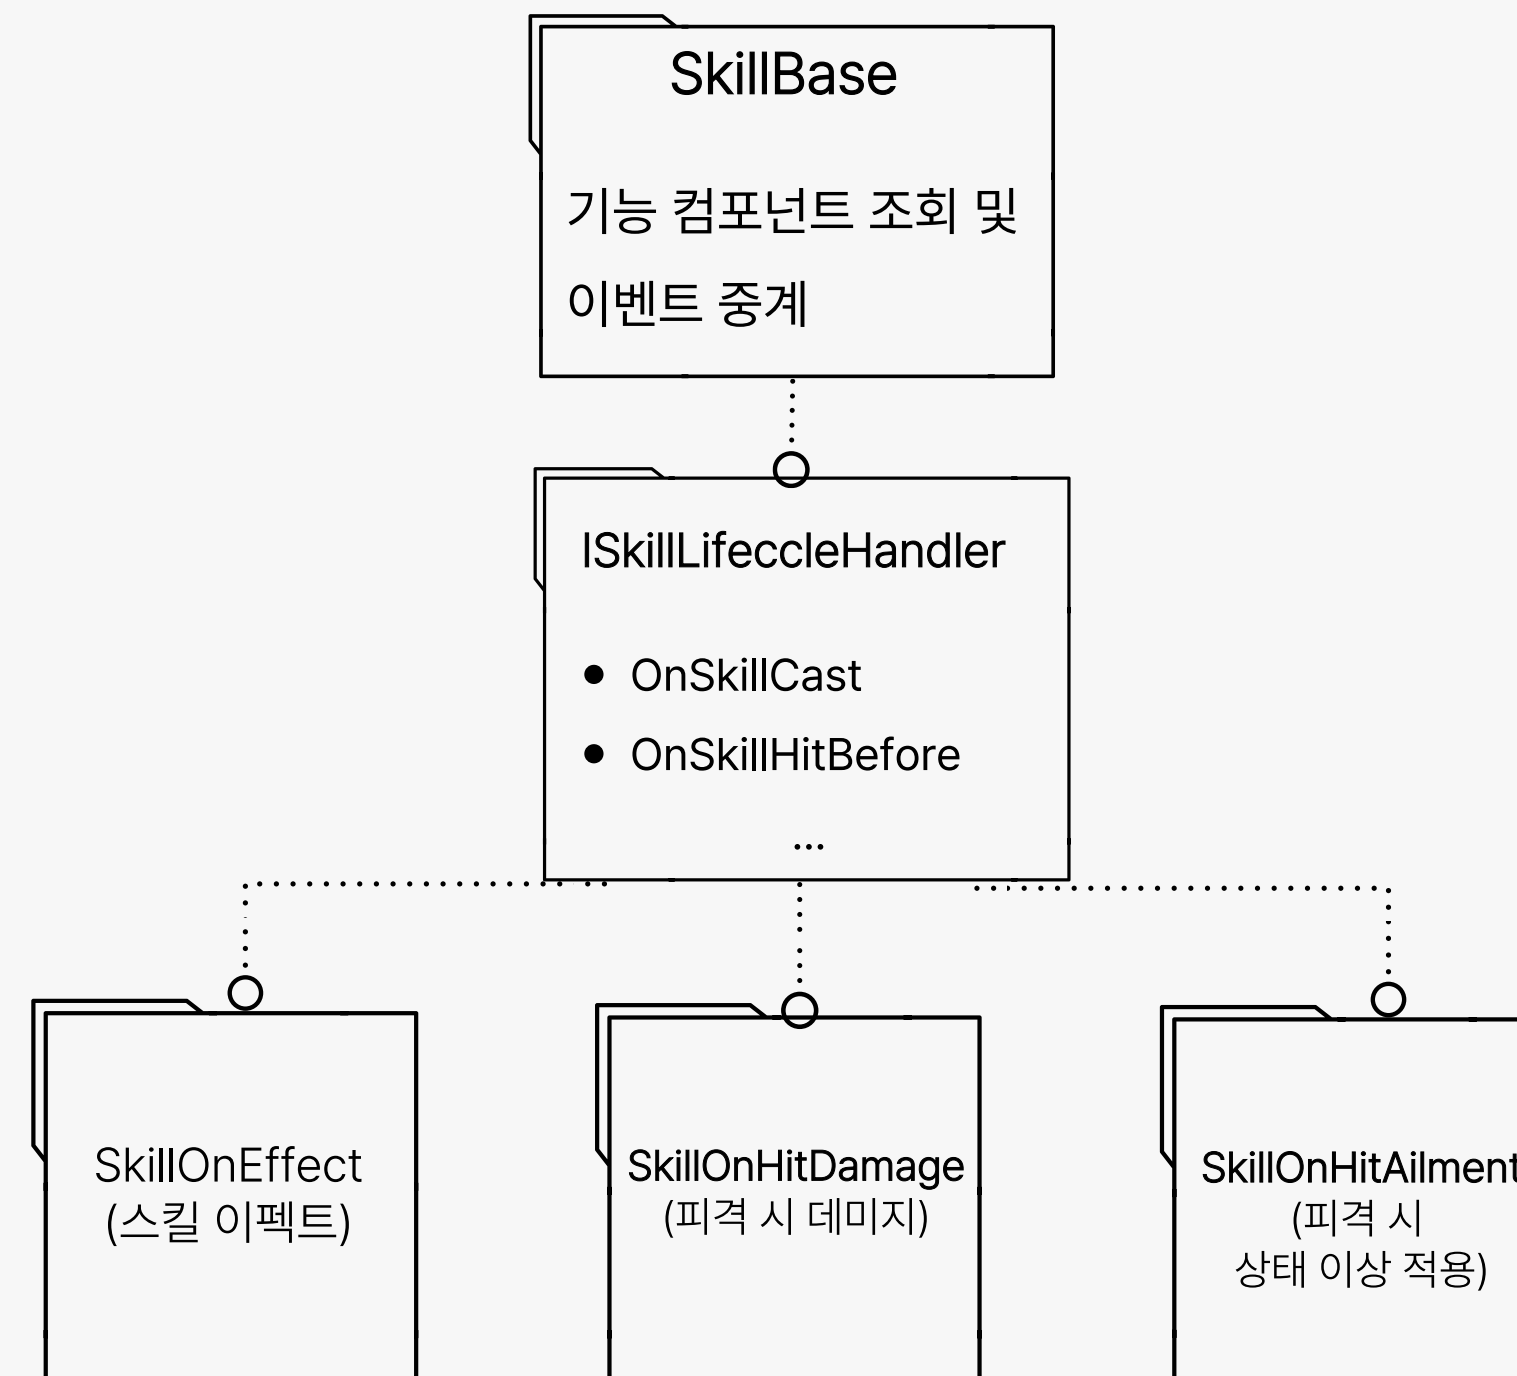 SkillBase
기능 컴포넌트 조회 및
이벤트 중계
ISkillLifeccleHandler
• OnSkillCast
• OnSkillHitBefore
...
SkillOnEffect
(스킬 이펙트)
SkillOnHitDamage
(피격 시 데미지)
SkillOnHitAilment
(피격 시
상태 이상 적용)